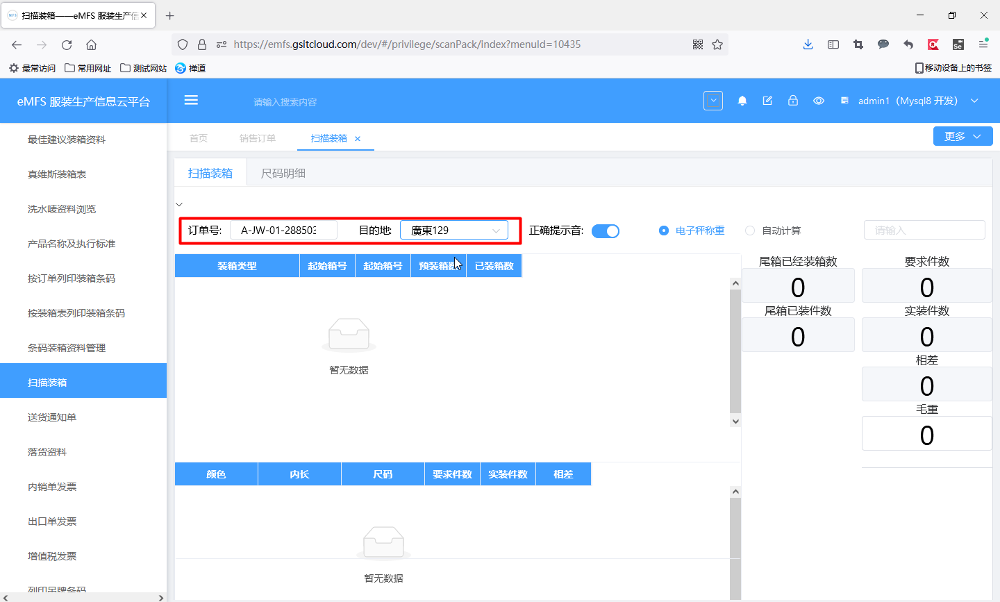 扫描装箱——eMFS 服装生产信
https://emfs.gsitcloud.com/dev/#/privilege/scanPack/index?menuId=10435
最常访问 常用网址 测试网站 禅道 移动设备上的书签
eMFS 服装生产信息云平台 请输入搜索内容 admin1（Mysql8 开发）
首页 销售订单 扫描装箱 更多
最佳建议装箱资料
真维斯装箱表
洗水唛资料浏览
产品名称及执行标准
按订单列印装箱条码
按装箱表列印装箱条码
条码装箱资料管理
扫描装箱
送货通知单
落货资料
内销单发票
出口单发票
增值税发票
列印吊牌条码
扫描装箱 尺码明细
订单号: A-JW-01-288503 目的地: 廣東129 正确提示音: 电子秤称重 自动计算 请输入
装箱类型 起始箱号 起始箱号 预装箱数 已装箱数
暂无数据
尾箱已经装箱数 要求件数
0 0
尾箱已装件数 实装件数
0 0
相差
0
毛重
0
颜色 内长 尺码 要求件数 实装件数 相差
暂无数据